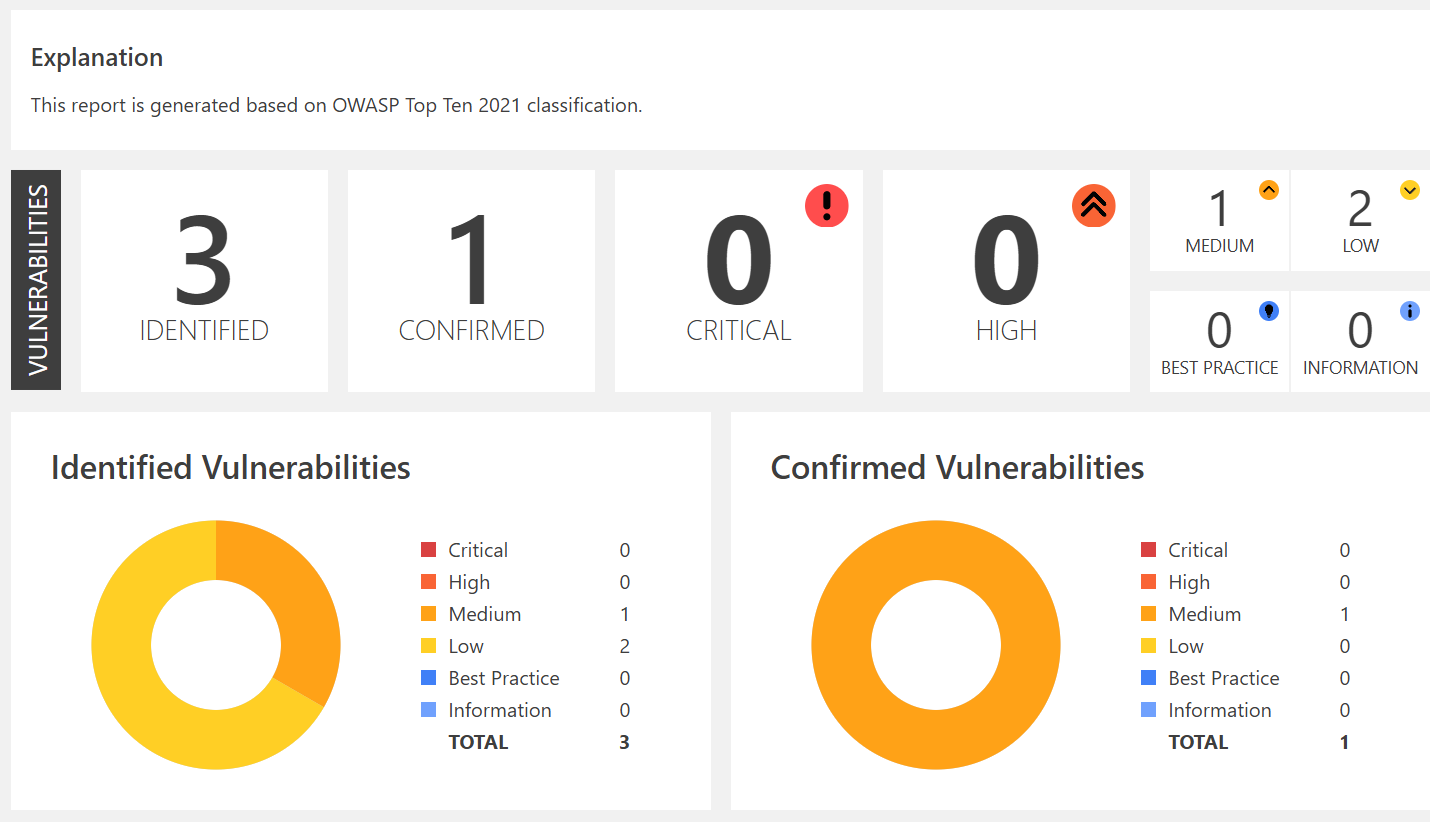 Explanation
This report is generated based on OWASP Top Ten 2021 classification.
VULNERABILITIES
3
IDENTIFIED
1
CONFIRMED
0
CRITICAL
0
HIGH
1
MEDIUM
2
LOW
0
BEST PRACTICE
0
INFORMATION
Identified Vulnerabilities
Critical 0
High 0
Medium 1
Low 2
Best Practice 0
Information 0
TOTAL 3
Confirmed Vulnerabilities
Critical 0
High 0
Medium 1
Low 0
Best Practice 0
Information 0
TOTAL 1